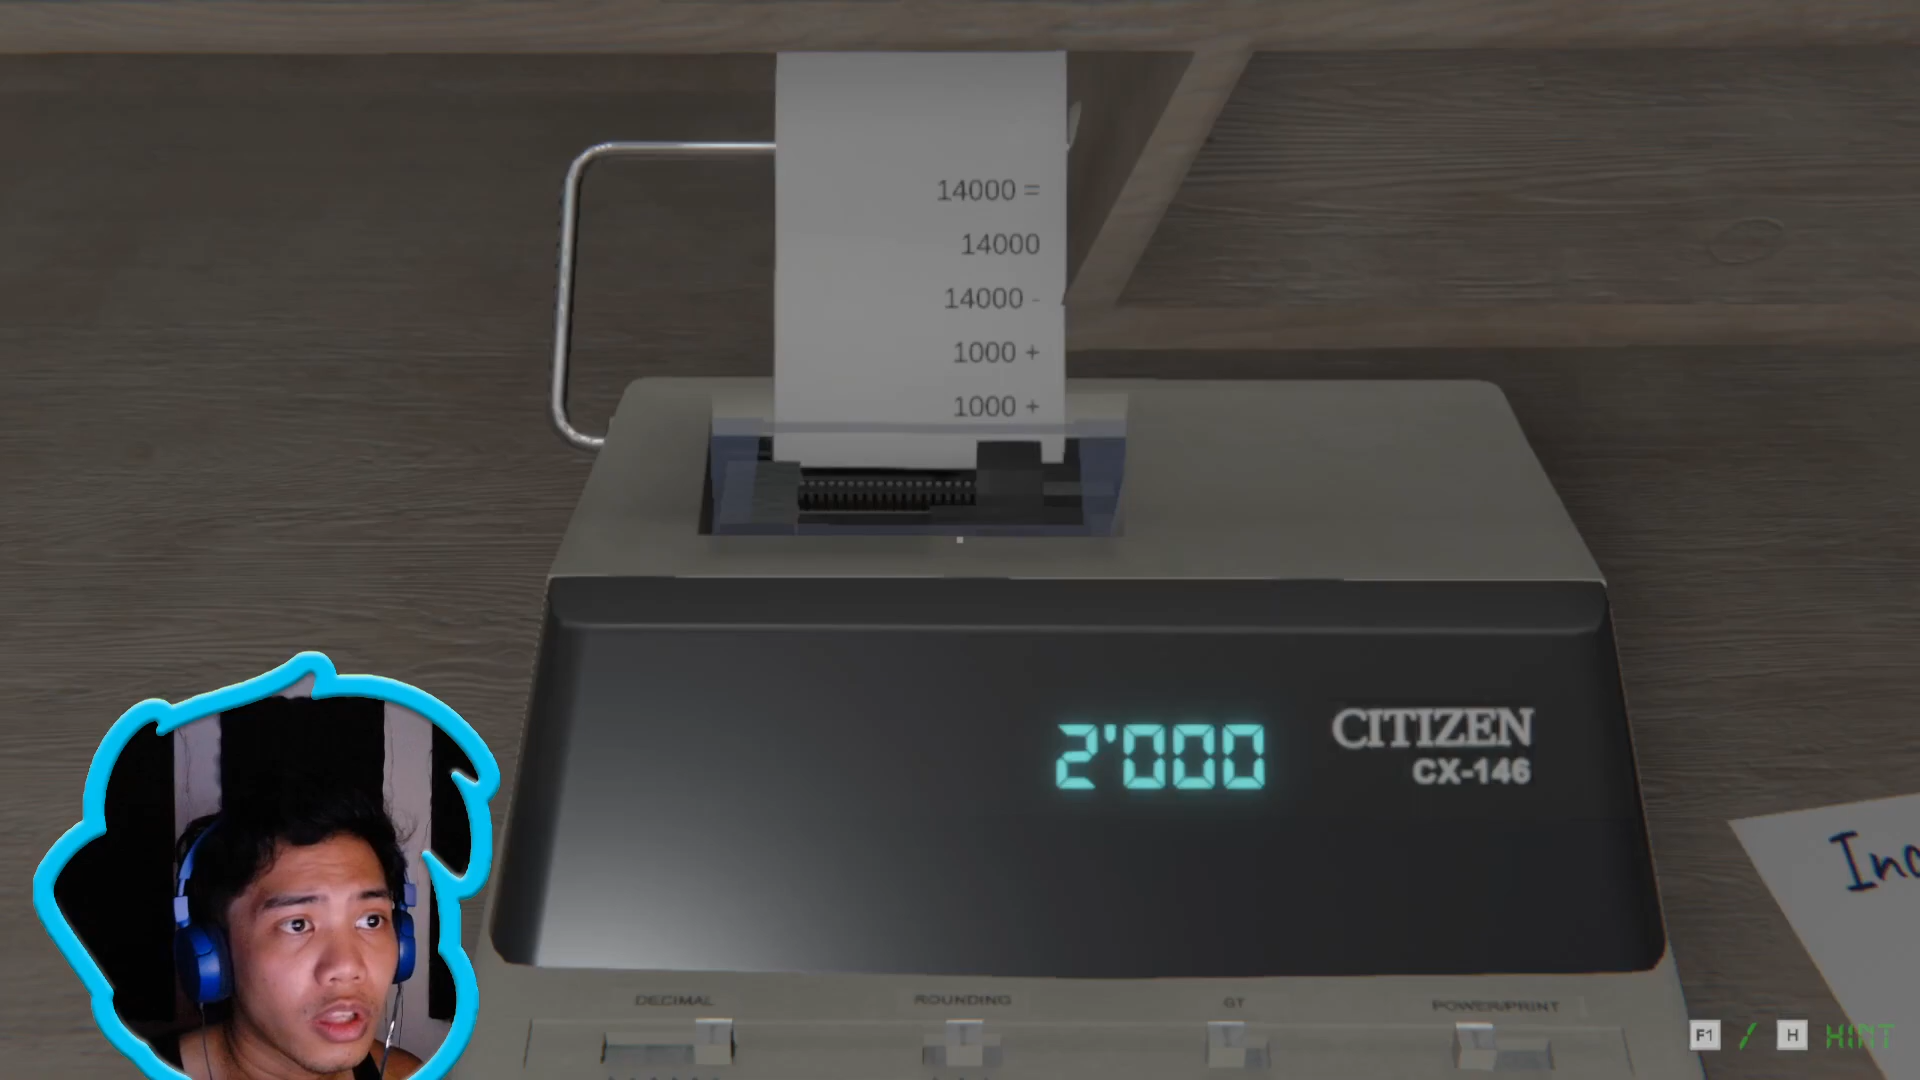 14000 =
14000
14000 -
1000 +
1000 +
2'000
CITIZEN
CX-146
DECIMAL
ROUNDING
GT
POWER/PRINT
F1 / H HINT